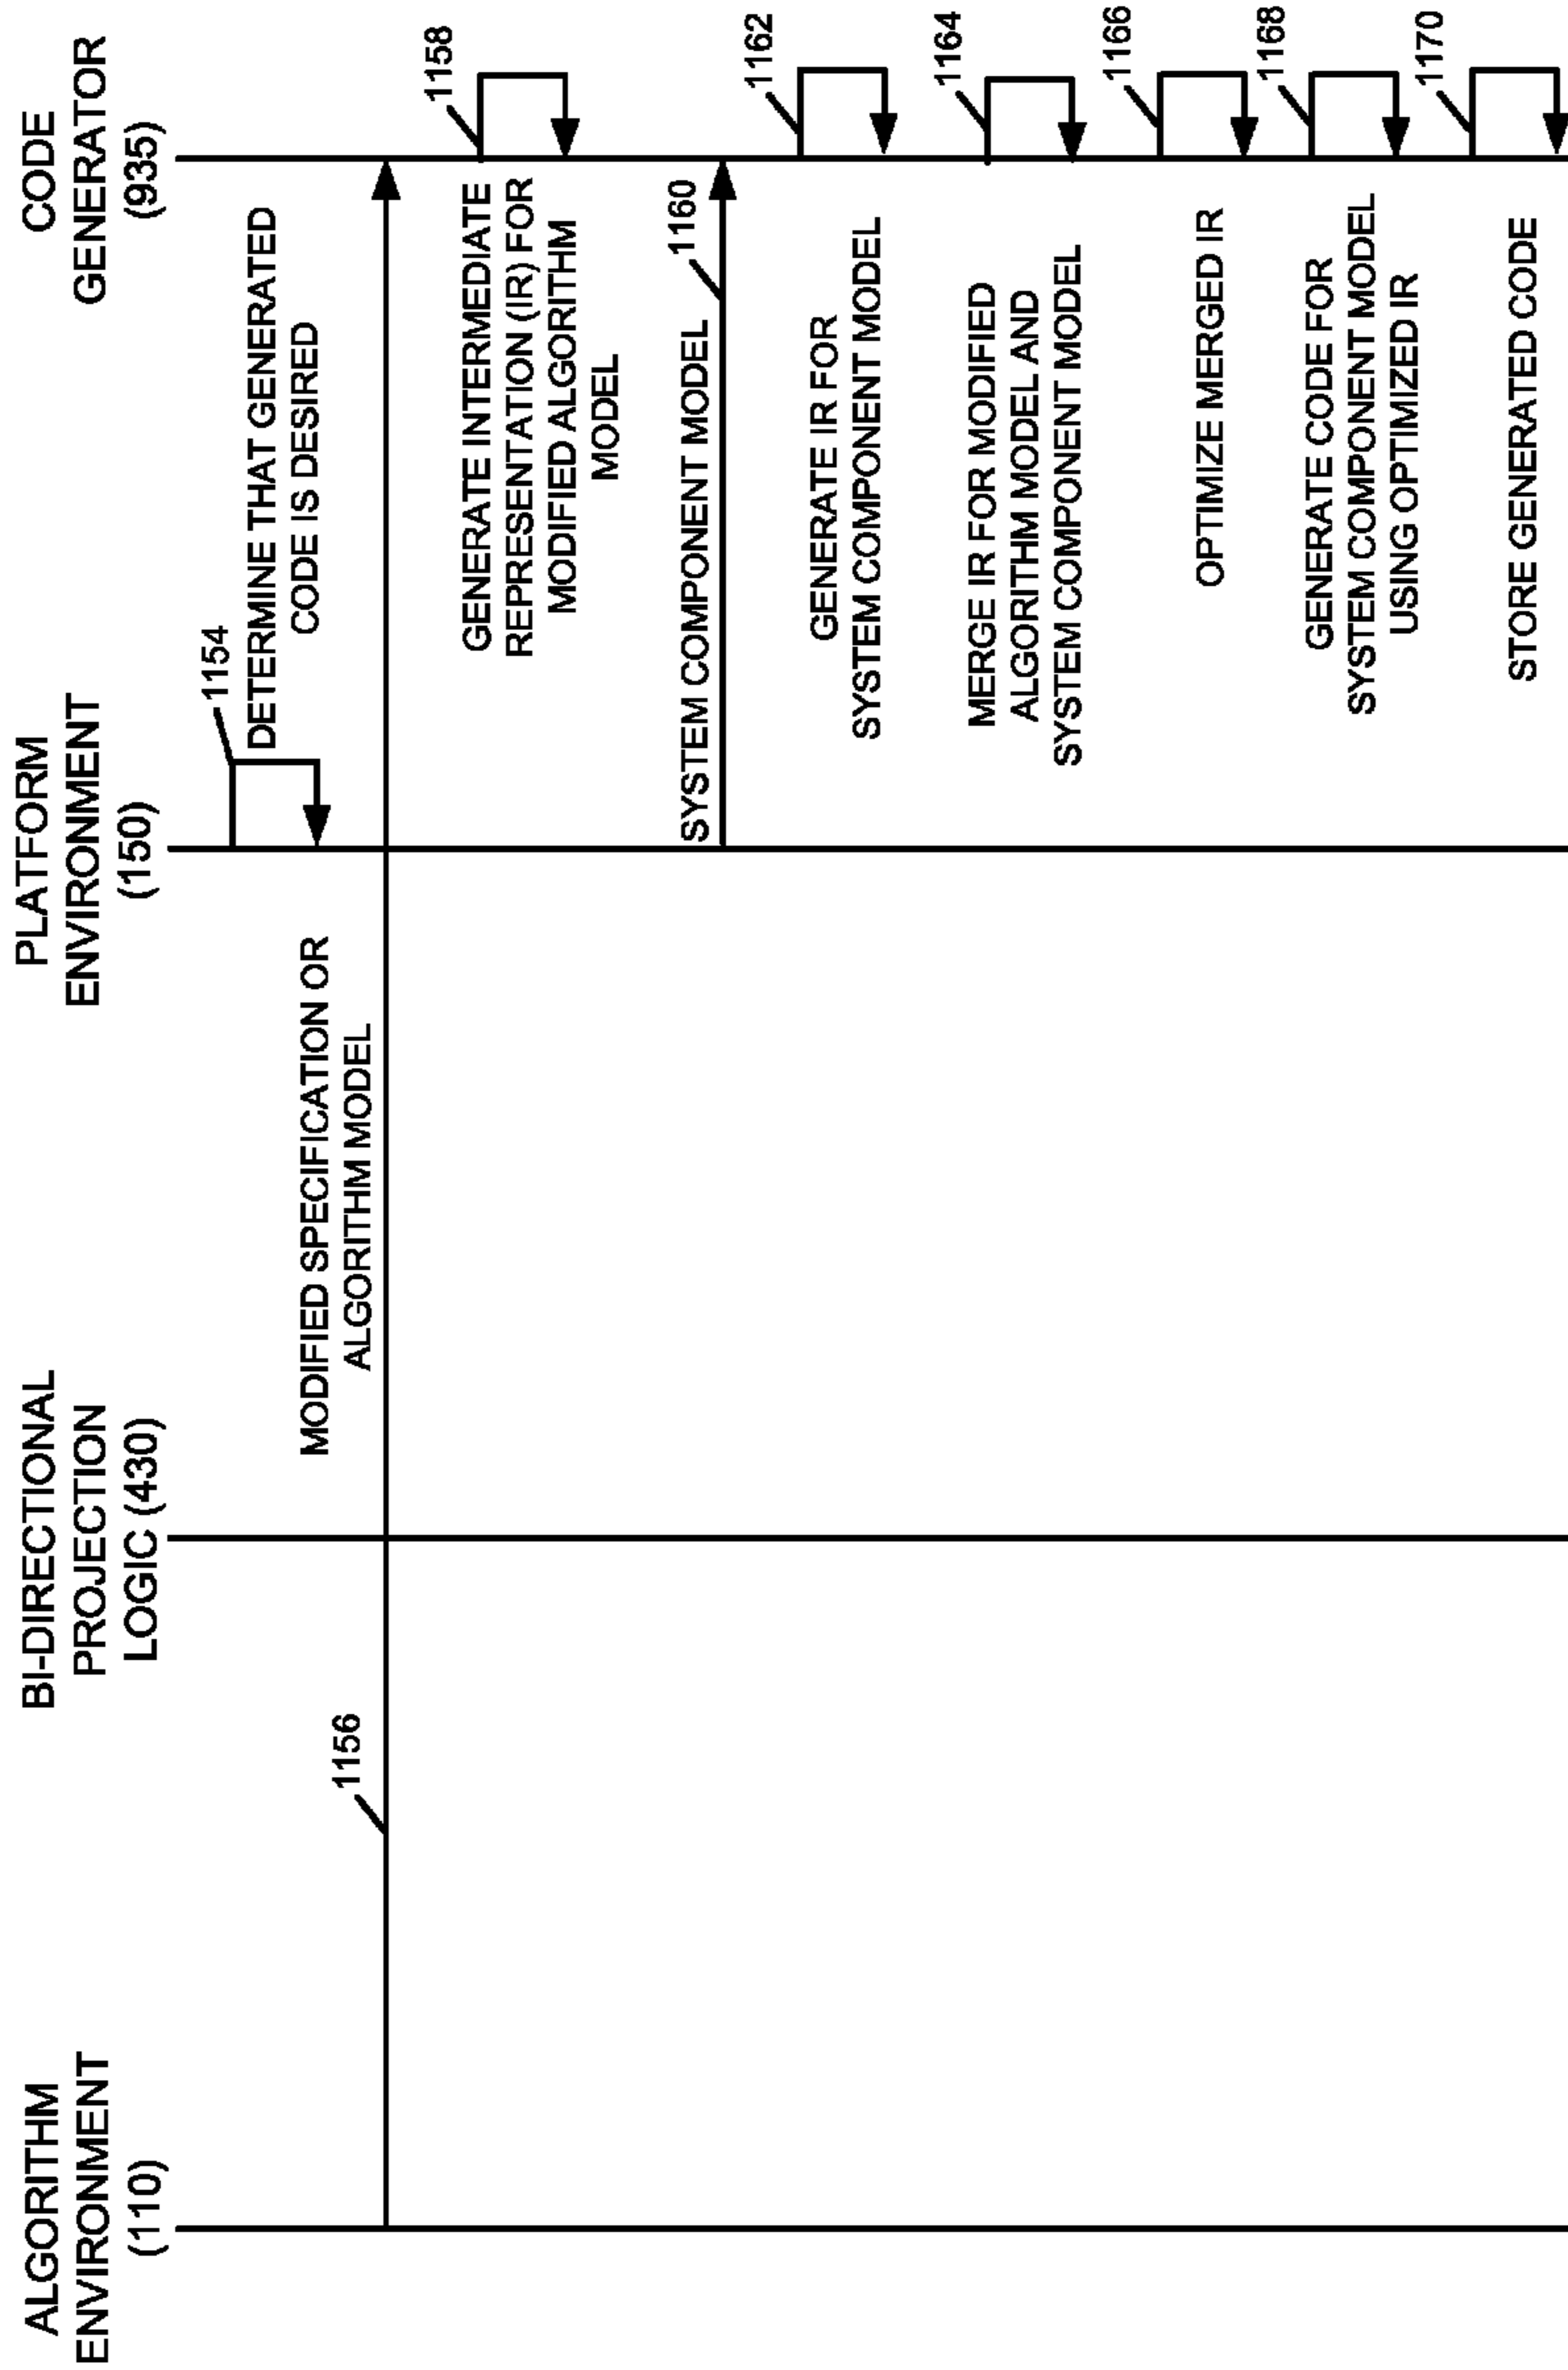 ALGORITHM
ENVIRONMENT
(110)
BI-DIRECTIONAL
PROJECTION
LOGIC (430)
PLATFORM
ENVIRONMENT
(150)
CODE
GENERATOR
(935)
1154
DETERMINE THAT GENERATED
CODE IS DESIRED
1156
MODIFIED SPECIFICATION OR
ALGORITHM MODEL
1158
GENERATE INTERMEDIATE
REPRESENTATION (IR) FOR
MODIFIED ALGORITHM
MODEL
SYSTEM COMPONENT MODEL
1160
1162
GENERATE IR FOR
SYSTEM COMPONENT MODEL
1164
MERGE IR FOR MODIFIED
ALGORITHM MODEL AND
SYSTEM COMPONENT MODEL
1166
OPTIMIZE MERGED IR
1168
GENERATE CODE FOR
SYSTEM COMPONENT MODEL
USING OPTIMIZED IR
1170
STORE GENERATED CODE